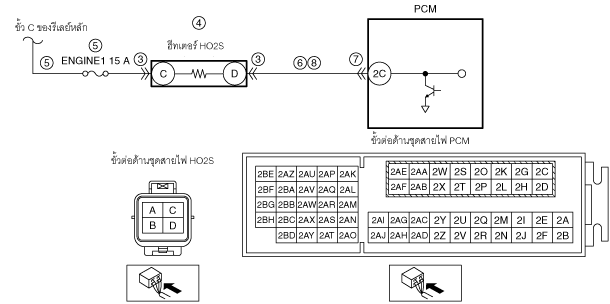 PCM
ขั้ว C ของรีเลย์หลัก
④
ฮีทเตอร์ HO2S
⑤ ENGINE1 15 A ⑤ ③ C D ③ ⑥⑧ ⑦ 2C
ขั้วต่อด้านชุดสายไฟ HO2S
ขั้วต่อด้านชุดสายไฟ PCM
A C
B D
2BE 2AZ 2AU 2AP 2AK
2BF 2BA 2AV 2AQ 2AL
2BG 2BB 2AW 2AR 2AM
2BH 2BC 2AX 2AS 2AN
2BD 2AY 2AT 2AO
2AE 2AA 2W 2S 2O 2K 2G 2C
2AF 2AB 2X 2T 2P 2L 2H 2D
2AI 2AG 2AC 2Y 2U 2Q 2M 2I 2E 2A
2AJ 2AH 2AD 2Z 2V 2R 2N 2J 2F 2B